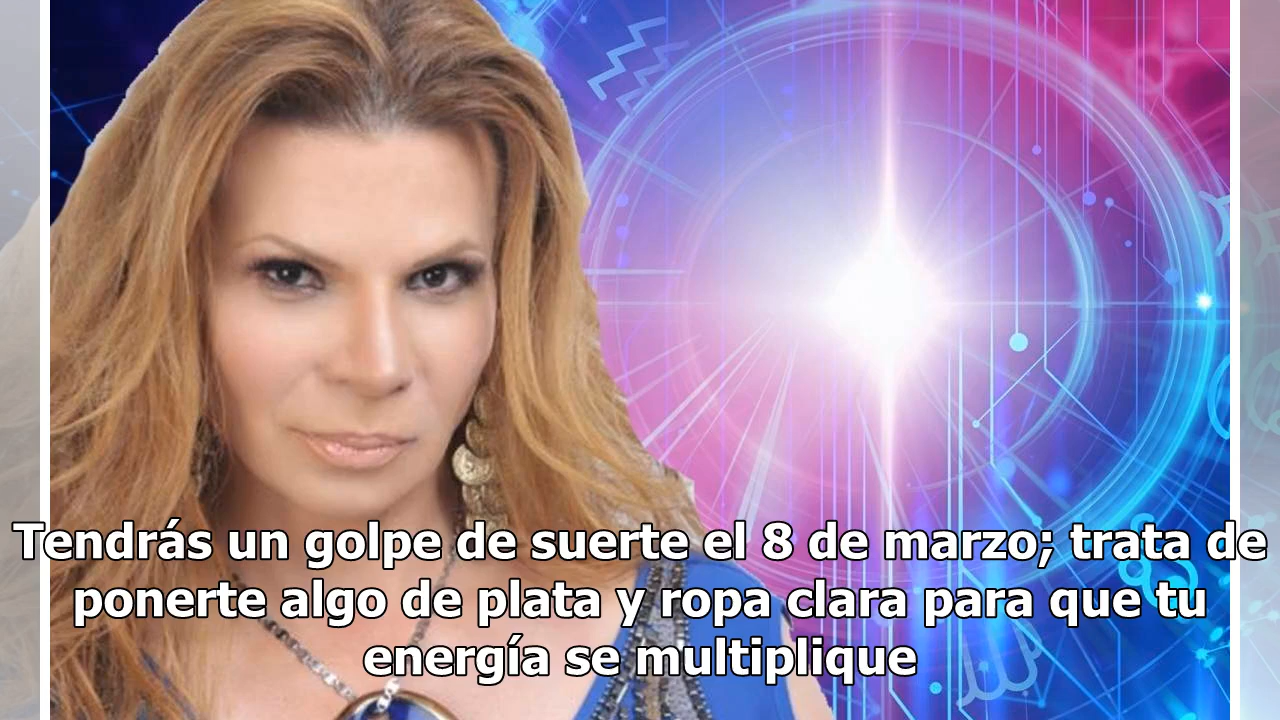 Tendrás un golpe de suerte el 8 de marzo; trata de
ponerte algo de plata y ropa clara para que tu
energía se multiplique